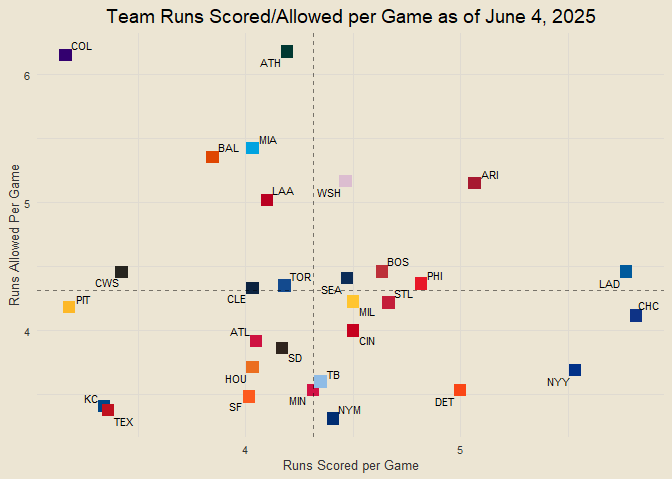 Team Runs Scored/Allowed per Game as of June 4, 2025
COL
ATH
6
MIA
BAL
ARI
LAA
WSH
5
BOS
TOR
PHI
CWS
SEA
LAD
CLE
PIT
STL
CHC
MIL
4
ATL
CIN
SD
HOU
TB
NYY
KC
SF
MIN
DET
NYM
TEX
4
5
Runs Scored per Game
Runs Allowed Per Game